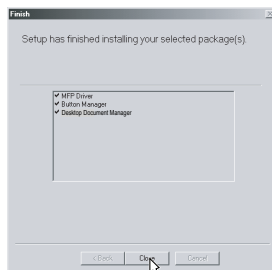 Finish
Setup has finished installing your selected package(s).
✔ MFP Driver
✔ Button Manager
✔ Desktop Document Manager
< Back
Close
Cancel